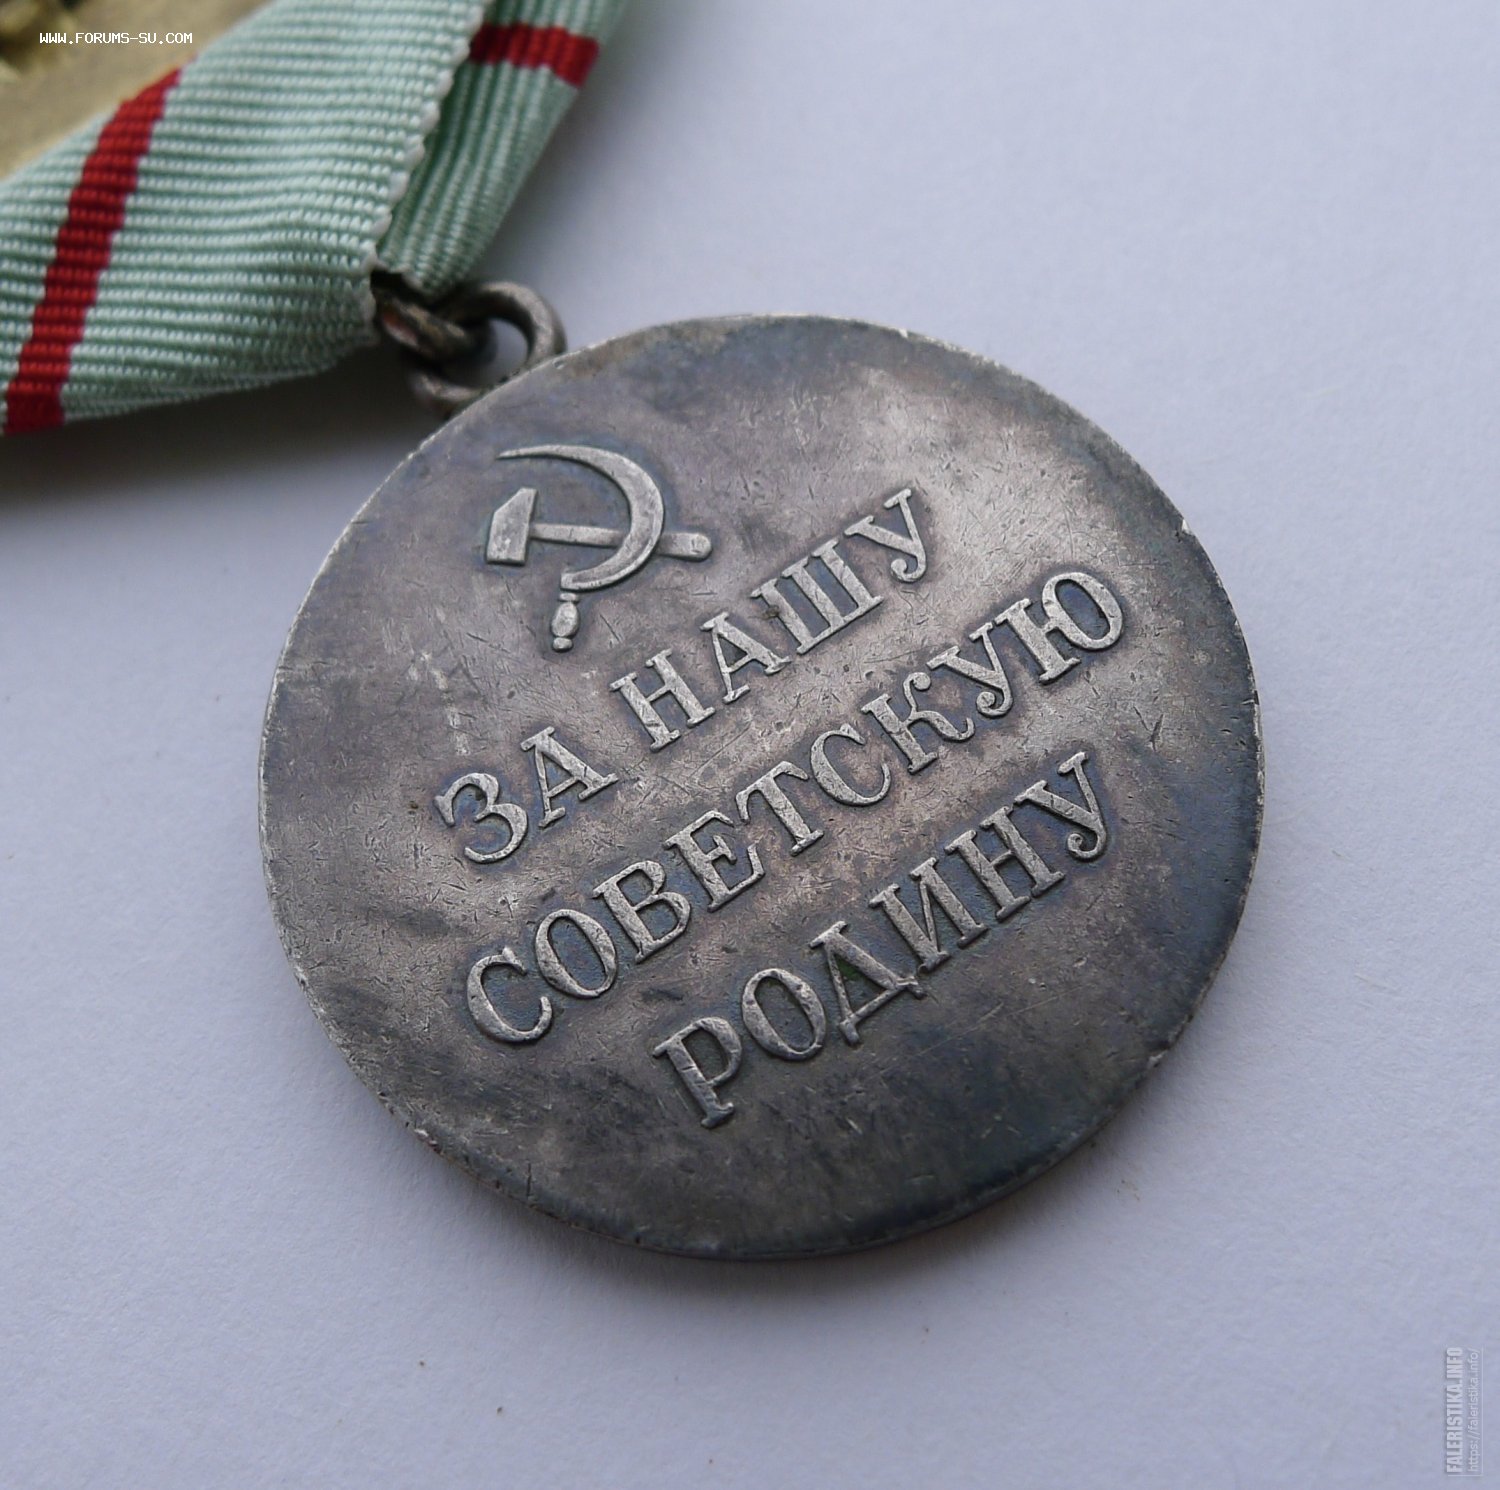 WWW.FORUMS-SU.COM
ЗА НАШУ
СОВЕТСКУЮ
РОДИНУ
FALERISTIKA.INFO
https://faleristika.info/